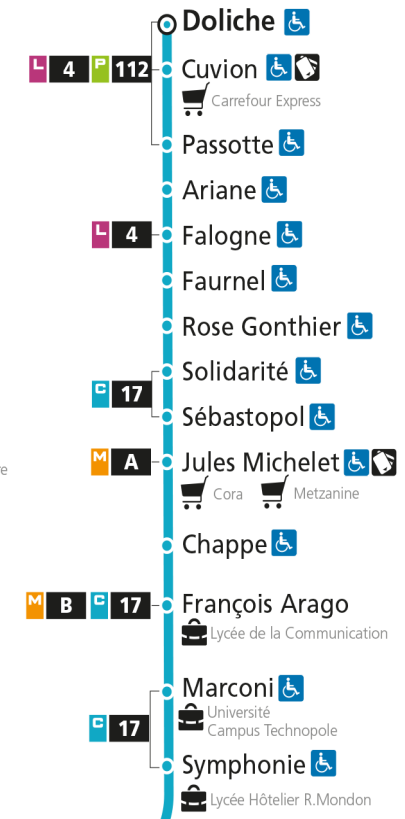 Doliche
L 4 P 112 Cuvion
Carrefour Express
Passotte
Ariane
L 4 Falogne
Faurnel
Rose Gonthier
Solidarité
C 17
Sébastopol
M A Jules Michelet
Cora Metzanine
Chappe
M B C 17 François Arago
Lycée de la Communication
Marconi
Université
Campus Technopole
C 17
Symphonie
Lycée Hôtelier R.Mondon